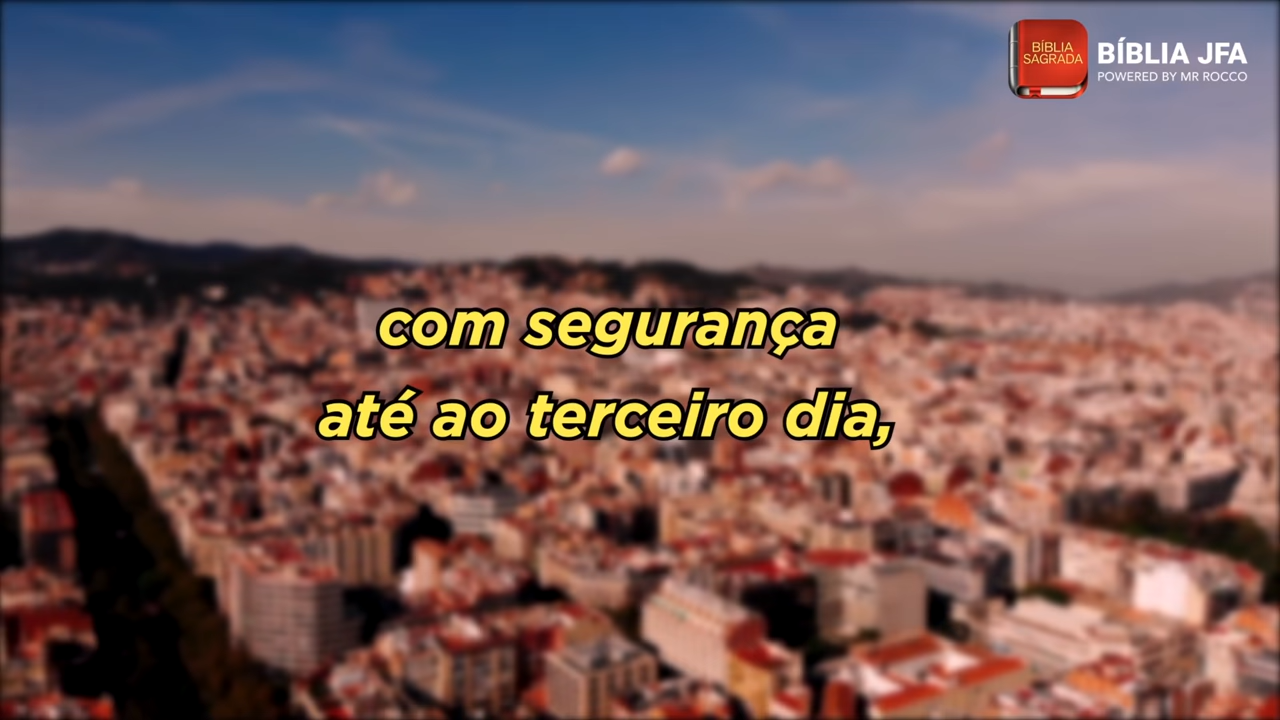 BÍBLIA
SAGRADA
BÍBLIA JFA
POWERED BY MR ROCCO
com segurança
até ao terceiro dia,